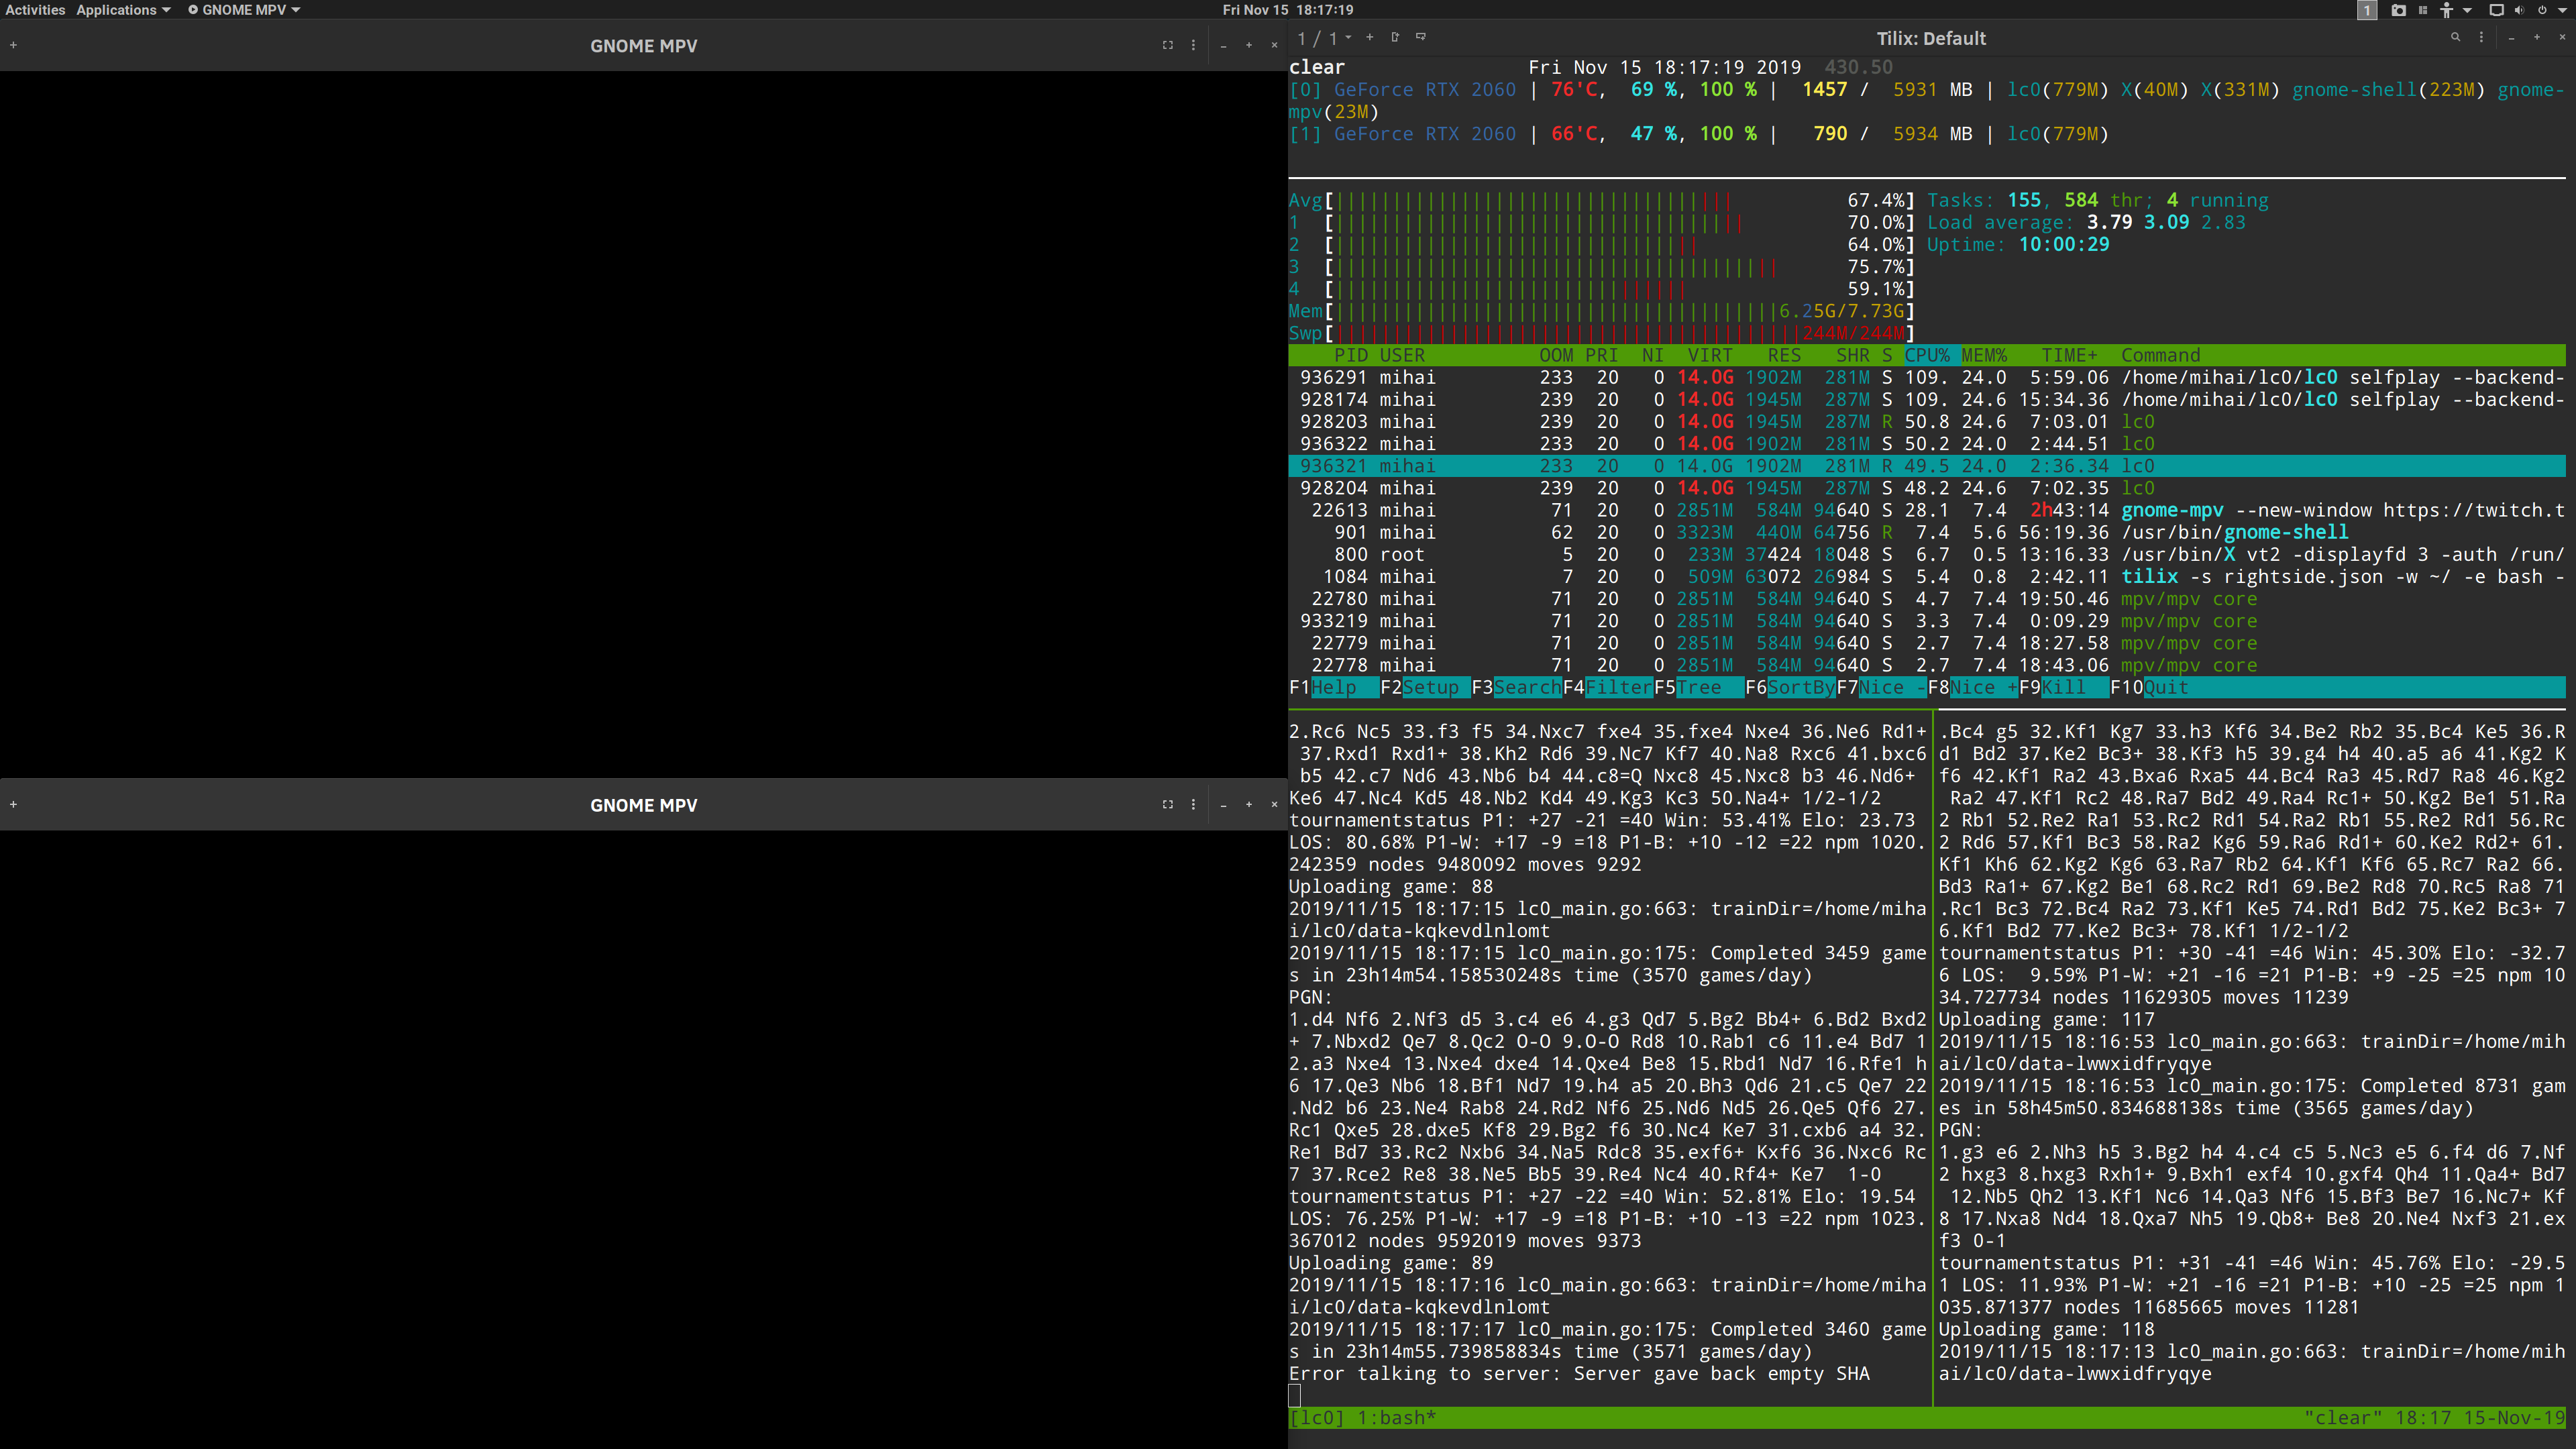 Activities Applications GNOME MPV Fri Nov 15 18:17:19 1
GNOME MPV
GNOME MPV
1 / 1 Tilix: Default
clear Fri Nov 15 18:17:19 2019 430.50
[0] GeForce RTX 2060 | 76'C, 69 %, 100 % | 1457 / 5931 MB | lc0(779M) X(40M) X(331M) gnome-shell(223M) gnome-
mpv(23M)
[1] GeForce RTX 2060 | 66'C, 47 %, 100 % | 790 / 5934 MB | lc0(779M)
Avg[ 67.4%] Tasks: 155, 584 thr; 4 running
1 [ 70.0%] Load average: 3.79 3.09 2.83
2 [ 64.0%] Uptime: 10:00:29
3 [ 75.7%]
4 [ 59.1%]
Mem[ 6.25G/7.73G]
Swp[ 244M/244M]
PID USER OOM PRI NI VIRT RES SHR S CPU% MEM% TIME+ Command
936291 mihai 233 20 0 14.0G 1902M 281M S 109. 24.0 5:59.06 /home/mihai/lc0/lc0 selfplay --backend-
928174 mihai 239 20 0 14.0G 1945M 287M S 109. 24.6 15:34.36 /home/mihai/lc0/lc0 selfplay --backend-
928203 mihai 239 20 0 14.0G 1945M 287M R 50.8 24.6 7:03.01 lc0
936322 mihai 233 20 0 14.0G 1902M 281M S 50.2 24.0 2:44.51 lc0
936321 mihai 233 20 0 14.0G 1902M 281M R 49.5 24.0 2:36.34 lc0
928204 mihai 239 20 0 14.0G 1945M 287M S 48.2 24.6 7:02.35 lc0
22613 mihai 71 20 0 2851M 584M 94640 S 28.1 7.4 2h43:14 gnome-mpv --new-window https://twitch.t
901 mihai 62 20 0 3323M 440M 64756 R 7.4 5.6 56:19.36 /usr/bin/gnome-shell
800 root 5 20 0 233M 37424 18048 S 6.7 0.5 13:16.33 /usr/bin/X vt2 -displayfd 3 -auth /run/
1084 mihai 7 20 0 509M 63072 26984 S 5.4 0.8 2:42.11 tilix -s rightside.json -w ~/ -e bash -
22780 mihai 71 20 0 2851M 584M 94640 S 4.7 7.4 19:50.46 mpv/mpv core
933219 mihai 71 20 0 2851M 584M 94640 S 3.3 7.4 0:09.29 mpv/mpv core
22779 mihai 71 20 0 2851M 584M 94640 S 2.7 7.4 18:27.58 mpv/mpv core
22778 mihai 71 20 0 2851M 584M 94640 S 2.7 7.4 18:43.06 mpv/mpv core
F1Help F2Setup F3SearchF4FilterF5Tree F6SortByF7Nice -F8Nice +F9Kill F10Quit
2.Rc6 Nc5 33.f3 f5 34.Nxc7 fxe4 35.fxe4 Nxe4 36.Ne6 Rd1+
37.Rxd1 Rxd1+ 38.Kh2 Rd6 39.Nc7 Kf7 40.Na8 Rxc6 41.bxc6
b5 42.c7 Nd6 43.Nb6 b4 44.c8=Q Nxc8 45.Nxc8 b3 46.Nd6+
Ke6 47.Nc4 Kd5 48.Nb2 Kd4 49.Kg3 Kc3 50.Na4+ 1/2-1/2
tournamentstatus P1: +27 -21 =40 Win: 53.41% Elo: 23.73
LOS: 80.68% P1-W: +17 -9 =18 P1-B: +10 -12 =22 npm 1020.
242359 nodes 9480092 moves 9292
Uploading game: 88
2019/11/15 18:17:15 lc0_main.go:663: trainDir=/home/miha
i/lc0/data-kqkevdlnlomt
2019/11/15 18:17:15 lc0_main.go:175: Completed 3459 game
s in 23h14m54.158530248s time (3570 games/day)
PGN:
1.d4 Nf6 2.Nf3 d5 3.c4 e6 4.g3 Qd7 5.Bg2 Bb4+ 6.Bd2 Bxd2
+ 7.Nbxd2 Qe7 8.Qc2 O-O 9.O-O Rd8 10.Rab1 c6 11.e4 Bd7 1
2.a3 Nxe4 13.Nxe4 dxe4 14.Qxe4 Be8 15.Rbd1 Nd7 16.Rfe1 h
6 17.Qe3 Nb6 18.Bf1 Nd7 19.h4 a5 20.Bh3 Qd6 21.c5 Qe7 22
.Nd2 b6 23.Ne4 Rab8 24.Rd2 Nf6 25.Nd6 Nd5 26.Qe5 Qf6 27.
Rc1 Qxe5 28.dxe5 Kf8 29.Bg2 f6 30.Nc4 Ke7 31.cxb6 a4 32.
Re1 Bd7 33.Rc2 Nxb6 34.Na5 Rdc8 35.exf6+ Kxf6 36.Nxc6 Rc
7 37.Rce2 Re8 38.Ne5 Bb5 39.Re4 Nc4 40.Rf4+ Ke7 1-0
tournamentstatus P1: +27 -22 =40 Win: 52.81% Elo: 19.54
LOS: 76.25% P1-W: +17 -9 =18 P1-B: +10 -13 =22 npm 1023.
367012 nodes 9592019 moves 9373
Uploading game: 89
2019/11/15 18:17:16 lc0_main.go:663: trainDir=/home/miha
i/lc0/data-kqkevdlnlomt
2019/11/15 18:17:17 lc0_main.go:175: Completed 3460 game
s in 23h14m55.739858834s time (3571 games/day)
Error talking to server: Server gave back empty SHA
.Bc4 g5 32.Kf1 Kg7 33.h3 Kf6 34.Be2 Rb2 35.Bc4 Ke5 36.R
d1 Bd2 37.Ke2 Bc3+ 38.Kf3 h5 39.g4 h4 40.a5 a6 41.Kg2 K
f6 42.Kf1 Ra2 43.Bxa6 Rxa5 44.Bc4 Ra3 45.Rd7 Ra8 46.Kg2
Ra2 47.Kf1 Rc2 48.Ra7 Bd2 49.Ra4 Rc1+ 50.Kg2 Be1 51.Ra
2 Rb1 52.Re2 Ra1 53.Rc2 Rd1 54.Ra2 Rb1 55.Re2 Rd1 56.Rc
2 Rd6 57.Kf1 Bc3 58.Ra2 Kg6 59.Ra6 Rd1+ 60.Ke2 Rd2+ 61.
Kf1 Kh6 62.Kg2 Kg6 63.Ra7 Rb2 64.Kf1 Kf6 65.Rc7 Ra2 66.
Bd3 Ra1+ 67.Kg2 Be1 68.Rc2 Rd1 69.Be2 Rd8 70.Rc5 Ra8 71
.Rc1 Bc3 72.Bc4 Ra2 73.Kf1 Ke5 74.Rd1 Bd2 75.Ke2 Bc3+ 7
6.Kf1 Bd2 77.Ke2 Bc3+ 78.Kf1 1/2-1/2
tournamentstatus P1: +30 -41 =46 Win: 45.30% Elo: -32.7
6 LOS: 9.59% P1-W: +21 -16 =21 P1-B: +9 -25 =25 npm 10
34.727734 nodes 11629305 moves 11239
Uploading game: 117
2019/11/15 18:16:53 lc0_main.go:663: trainDir=/home/mih
ai/lc0/data-lwwxidfryqye
2019/11/15 18:16:53 lc0_main.go:175: Completed 8731 gam
es in 58h45m50.834688138s time (3565 games/day)
PGN:
1.g3 e6 2.Nh3 h5 3.Bg2 h4 4.c4 c5 5.Nc3 e5 6.f4 d6 7.Nf
2 hxg3 8.hxg3 Rxh1+ 9.Bxh1 exf4 10.gxf4 Qh4 11.Qa4+ Bd7
12.Nb5 Qh2 13.Kf1 Nc6 14.Qa3 Nf6 15.Bf3 Be7 16.Nc7+ Kf
8 17.Nxa8 Nd4 18.Qxa7 Nh5 19.Qb8+ Be8 20.Ne4 Nxf3 21.ex
f3 0-1
tournamentstatus P1: +31 -41 =46 Win: 45.76% Elo: -29.5
1 LOS: 11.93% P1-W: +21 -16 =21 P1-B: +10 -25 =25 npm 1
035.871377 nodes 11685665 moves 11281
Uploading game: 118
2019/11/15 18:17:13 lc0_main.go:663: trainDir=/home/mih
ai/lc0/data-lwwxidfryqye
[lc0] 1:bash* "clear" 18:17 15-Nov-19